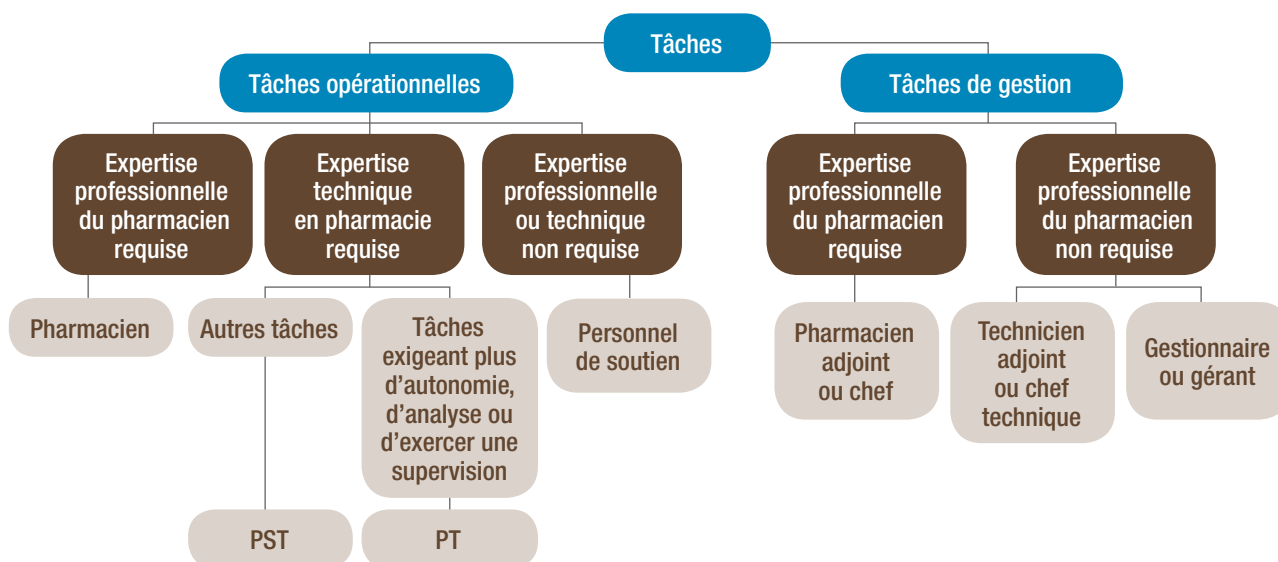 Tâches
Tâches opérationnelles
Tâches de gestion
Expertise
professionnelle
du pharmacien
requise
Expertise
technique
en pharmacie
requise
Expertise
professionnelle
ou technique
non requise
Expertise
professionnelle
du pharmacien
requise
Expertise
professionnelle
du pharmacien
non requise
Pharmacien
Autres tâches
Tâches
exigeant plus
d’autonomie,
d’analyse ou
d’exercer une
supervision
Personnel
de soutien
Pharmacien
adjoint
ou chef
Technicien
adjoint
ou chef
technique
Gestionnaire
ou gérant
PST
PT